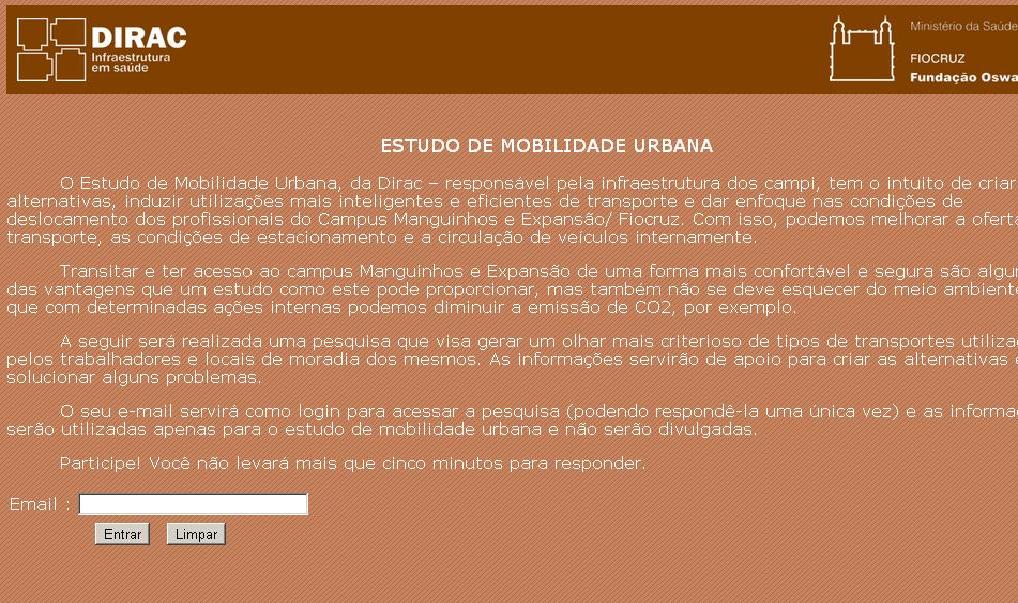 DIRAC
Infraestrutura
em saúde
Ministério da Saúde
FIOCRUZ
Fundação
ESTUDO DE MOBILIDADE URBANA
O Estudo de Mobilidade Urbana, da Dirac – responsável pela infraestrutura dos campi, tem o intuito de criar
alternativas, induzir utilizações mais inteligentes e eficientes de transporte e dar enfoque nas condições de
deslocamento dos profissionais do Campus Manguinhos e Expansão/ Fiocruz. Com isso, podemos melhorar a oferta
transporte, as condições de estacionamento e a circulação de veículos internamente.
Transitar e ter acesso ao campus Manguinhos e Expansão de uma forma mais confortável e segura são
das vantagens que um estudo como este pode proporcionar, mas também não se deve esquecer do meio ambiente
que com determinadas ações internas podemos diminuir a emissão de CO2, por exemplo.
A seguir será realizada uma pesquisa que visa gerar um olhar mais criterioso de tipos de transportes
pelos trabalhadores e locais de moradia dos mesmos. As informações servirão de apoio para criar as alternativas
solucionar alguns problemas.
O seu e-mail servirá como login para acessar a pesquisa (podendo respondê-la uma única vez) e as
serão utilizadas apenas para o estudo de mobilidade urbana e não serão divulgadas.
Participe! Você não levará mais que cinco minutos para responder.
Email :
Entrar Limpar